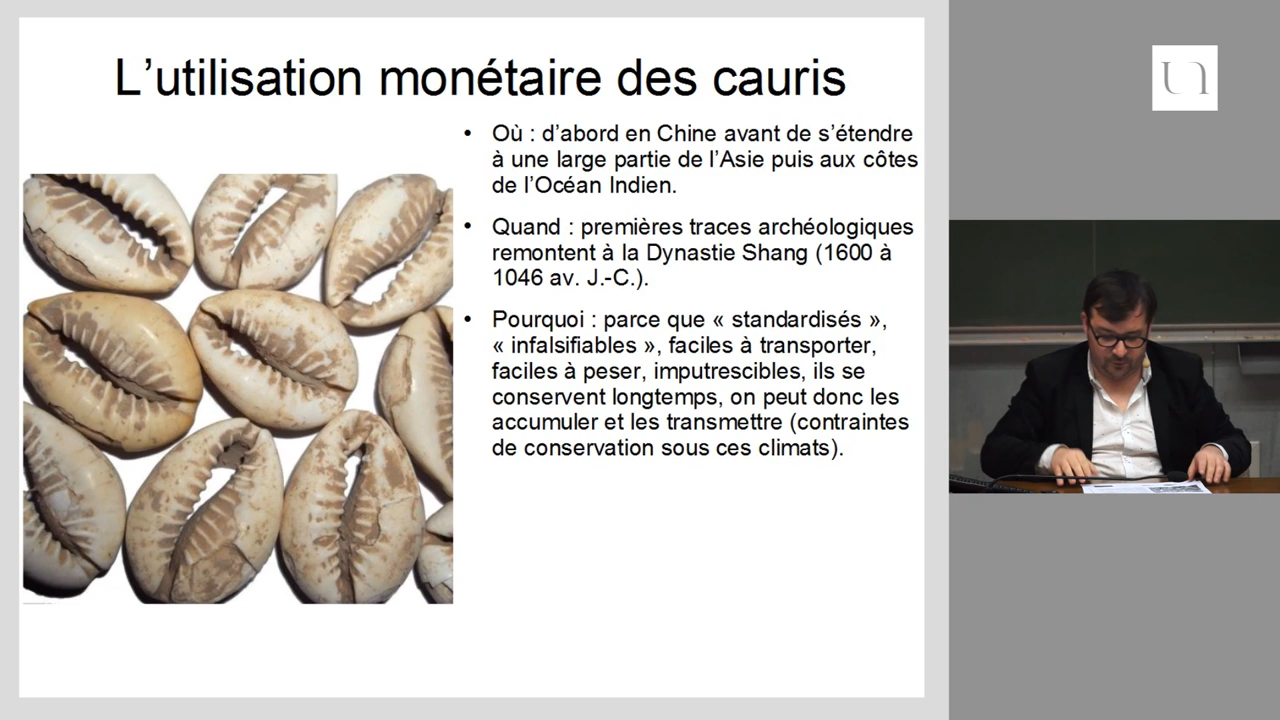 L’utilisation monétaire des cauris
• Où : d’abord en Chine avant de s’étendre
à une large partie de l’Asie puis aux côtes
de l’Océan Indien.
• Quand : premières traces archéologiques
remontent à la Dynastie Shang (1600 à
1046 av. J.-C.).
• Pourquoi : parce que « standardisés »,
« infalsifiables », faciles à transporter,
faciles à peser, imputrescibles, ils se
conservent longtemps, on peut donc les
accumuler et les transmettre (contraintes
de conservation sous ces climats).